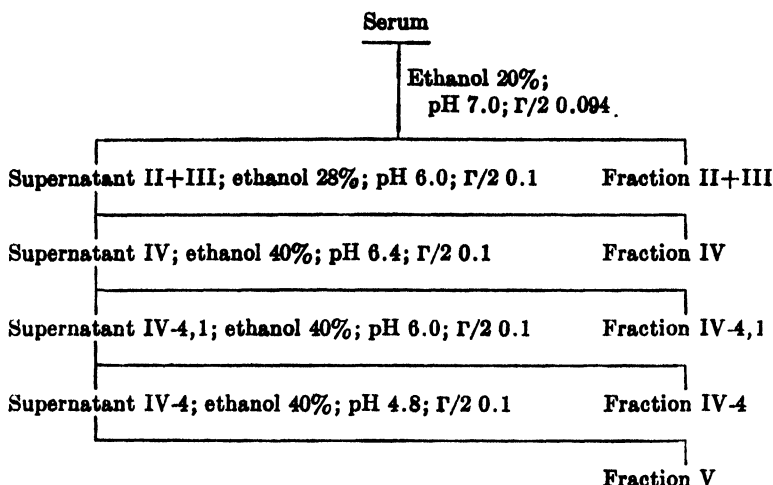 Serum
Ethanol 20%;
pH 7.0; Γ/2 0.094.
Supernatant II+III; ethanol 28%; pH 6.0; Γ/2 0.1 Fraction II+III
Supernatant IV; ethanol 40%; pH 6.4; Γ/2 0.1 Fraction IV
Supernatant IV-4,1; ethanol 40%; pH 6.0; Γ/2 0.1 Fraction IV-4,1
Supernatant IV-4; ethanol 40%; pH 4.8; Γ/2 0.1 Fraction IV-4
Fraction V